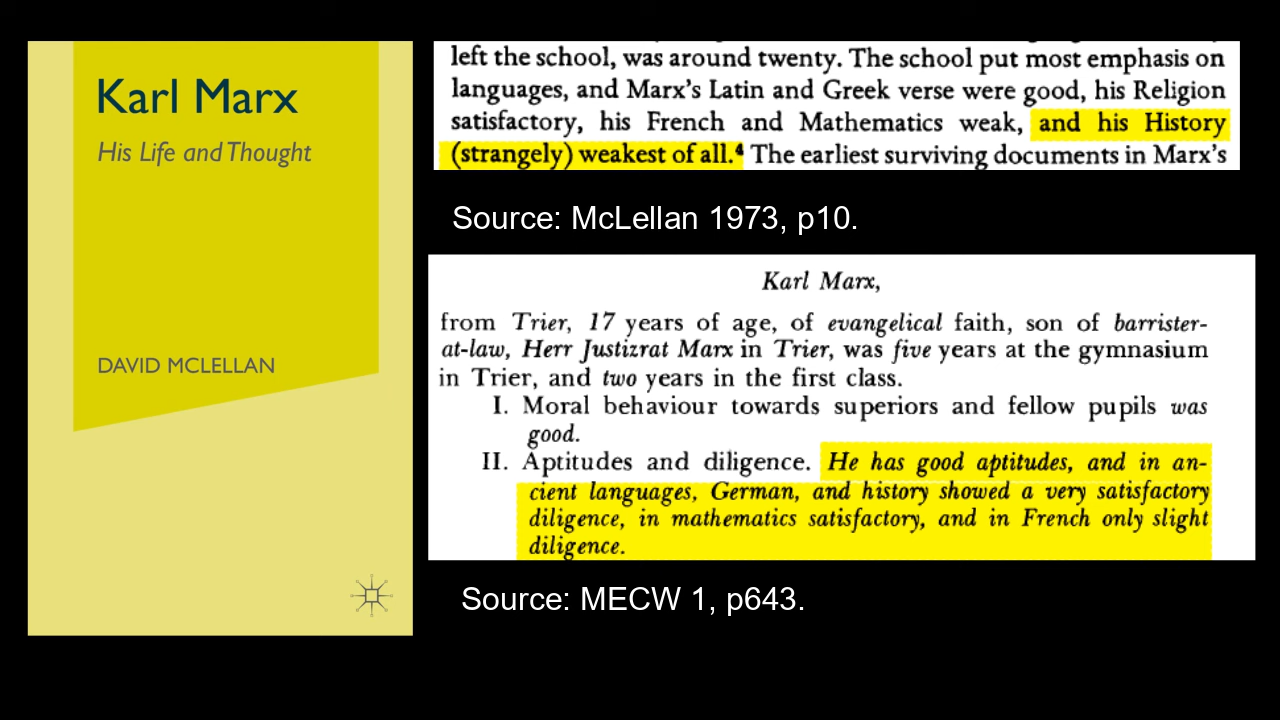 Karl Marx
His Life and Thought
DAVID MCLELLAN
left the school, was around twenty. The school put most emphasis on
languages, and Marx's Latin and Greek verse were good, his Religion
satisfactory, his French and Mathematics weak, and his History
(strangely) weakest of all.⁴ The earliest surviving documents in Marx's
Source: McLellan 1973, p10.
Karl Marx,
from Trier, 17 years of age, of evangelical faith, son of barrister-
at-law, Herr Justizrat Marx in Trier, was five years at the gymnasium
in Trier, and two years in the first class.
I. Moral behaviour towards superiors and fellow pupils was
good.
II. Aptitudes and diligence. He has good aptitudes, and in an-
cient languages, German, and history showed a very satisfactory
diligence, in mathematics satisfactory, and in French only slight
diligence.
Source: MECW 1, p643.